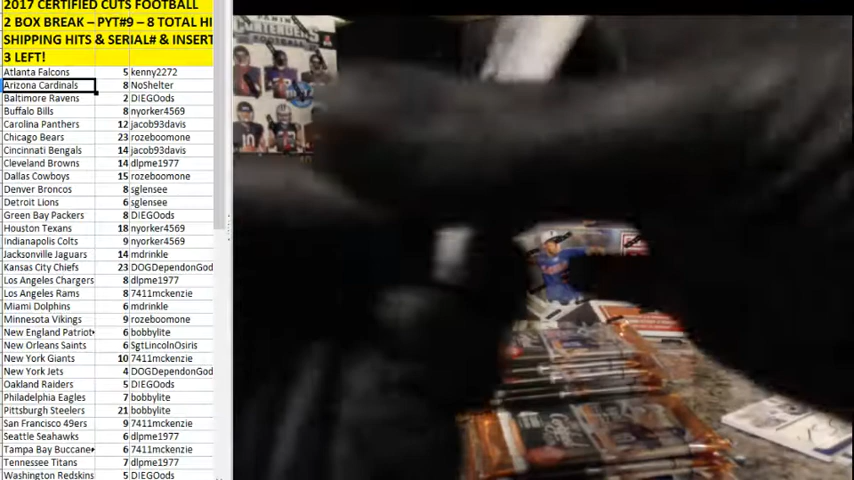 2017 CERTIFIED CUTS FOOTBALL
2 BOX BREAK – PYT#9 – 8 TOTAL HI
SHIPPING HITS & SERIAL# & INSERT
3 LEFT!
Atlanta Falcons 5 kenny2272
Arizona Cardinals 8 NoShelter
Baltimore Ravens 2 DIEGOods
Buffalo Bills 8 nyorker4569
Carolina Panthers 12 jacob93davis
Chicago Bears 23 rozeboomone
Cincinnati Bengals 14 jacob93davis
Cleveland Browns 14 dlpme1977
Dallas Cowboys 15 rozeboomone
Denver Broncos 8 sglensee
Detroit Lions 6 sglensee
Green Bay Packers 8 DIEGOods
Houston Texans 18 nyorker4569
Indianapolis Colts 9 nyorker4569
Jacksonville Jaguars 14 mdrinkle
Kansas City Chiefs 23 DOGDependonGod
Los Angeles Chargers 8 dlpme1977
Los Angeles Rams 8 7411mckenzie
Miami Dolphins 6 mdrinkle
Minnesota Vikings 9 rozeboomone
New England Patriot 6 bobbylite
New Orleans Saints 6 SgtLincolnOsiris
New York Giants 10 7411mckenzie
New York Jets 4 DOGDependonGod
Oakland Raiders 5 DIEGOods
Philadelphia Eagles 7 bobbylite
Pittsburgh Steelers 21 bobbylite
San Francisco 49ers 9 7411mckenzie
Seattle Seahawks 6 dlpme1977
Tampa Bay Buccane 6 7411mckenzie
Tennessee Titans 7 dlpme1977
Washington Redskins 5 DIEGOods
PANINI
CONTENDERS
FOOTBALL